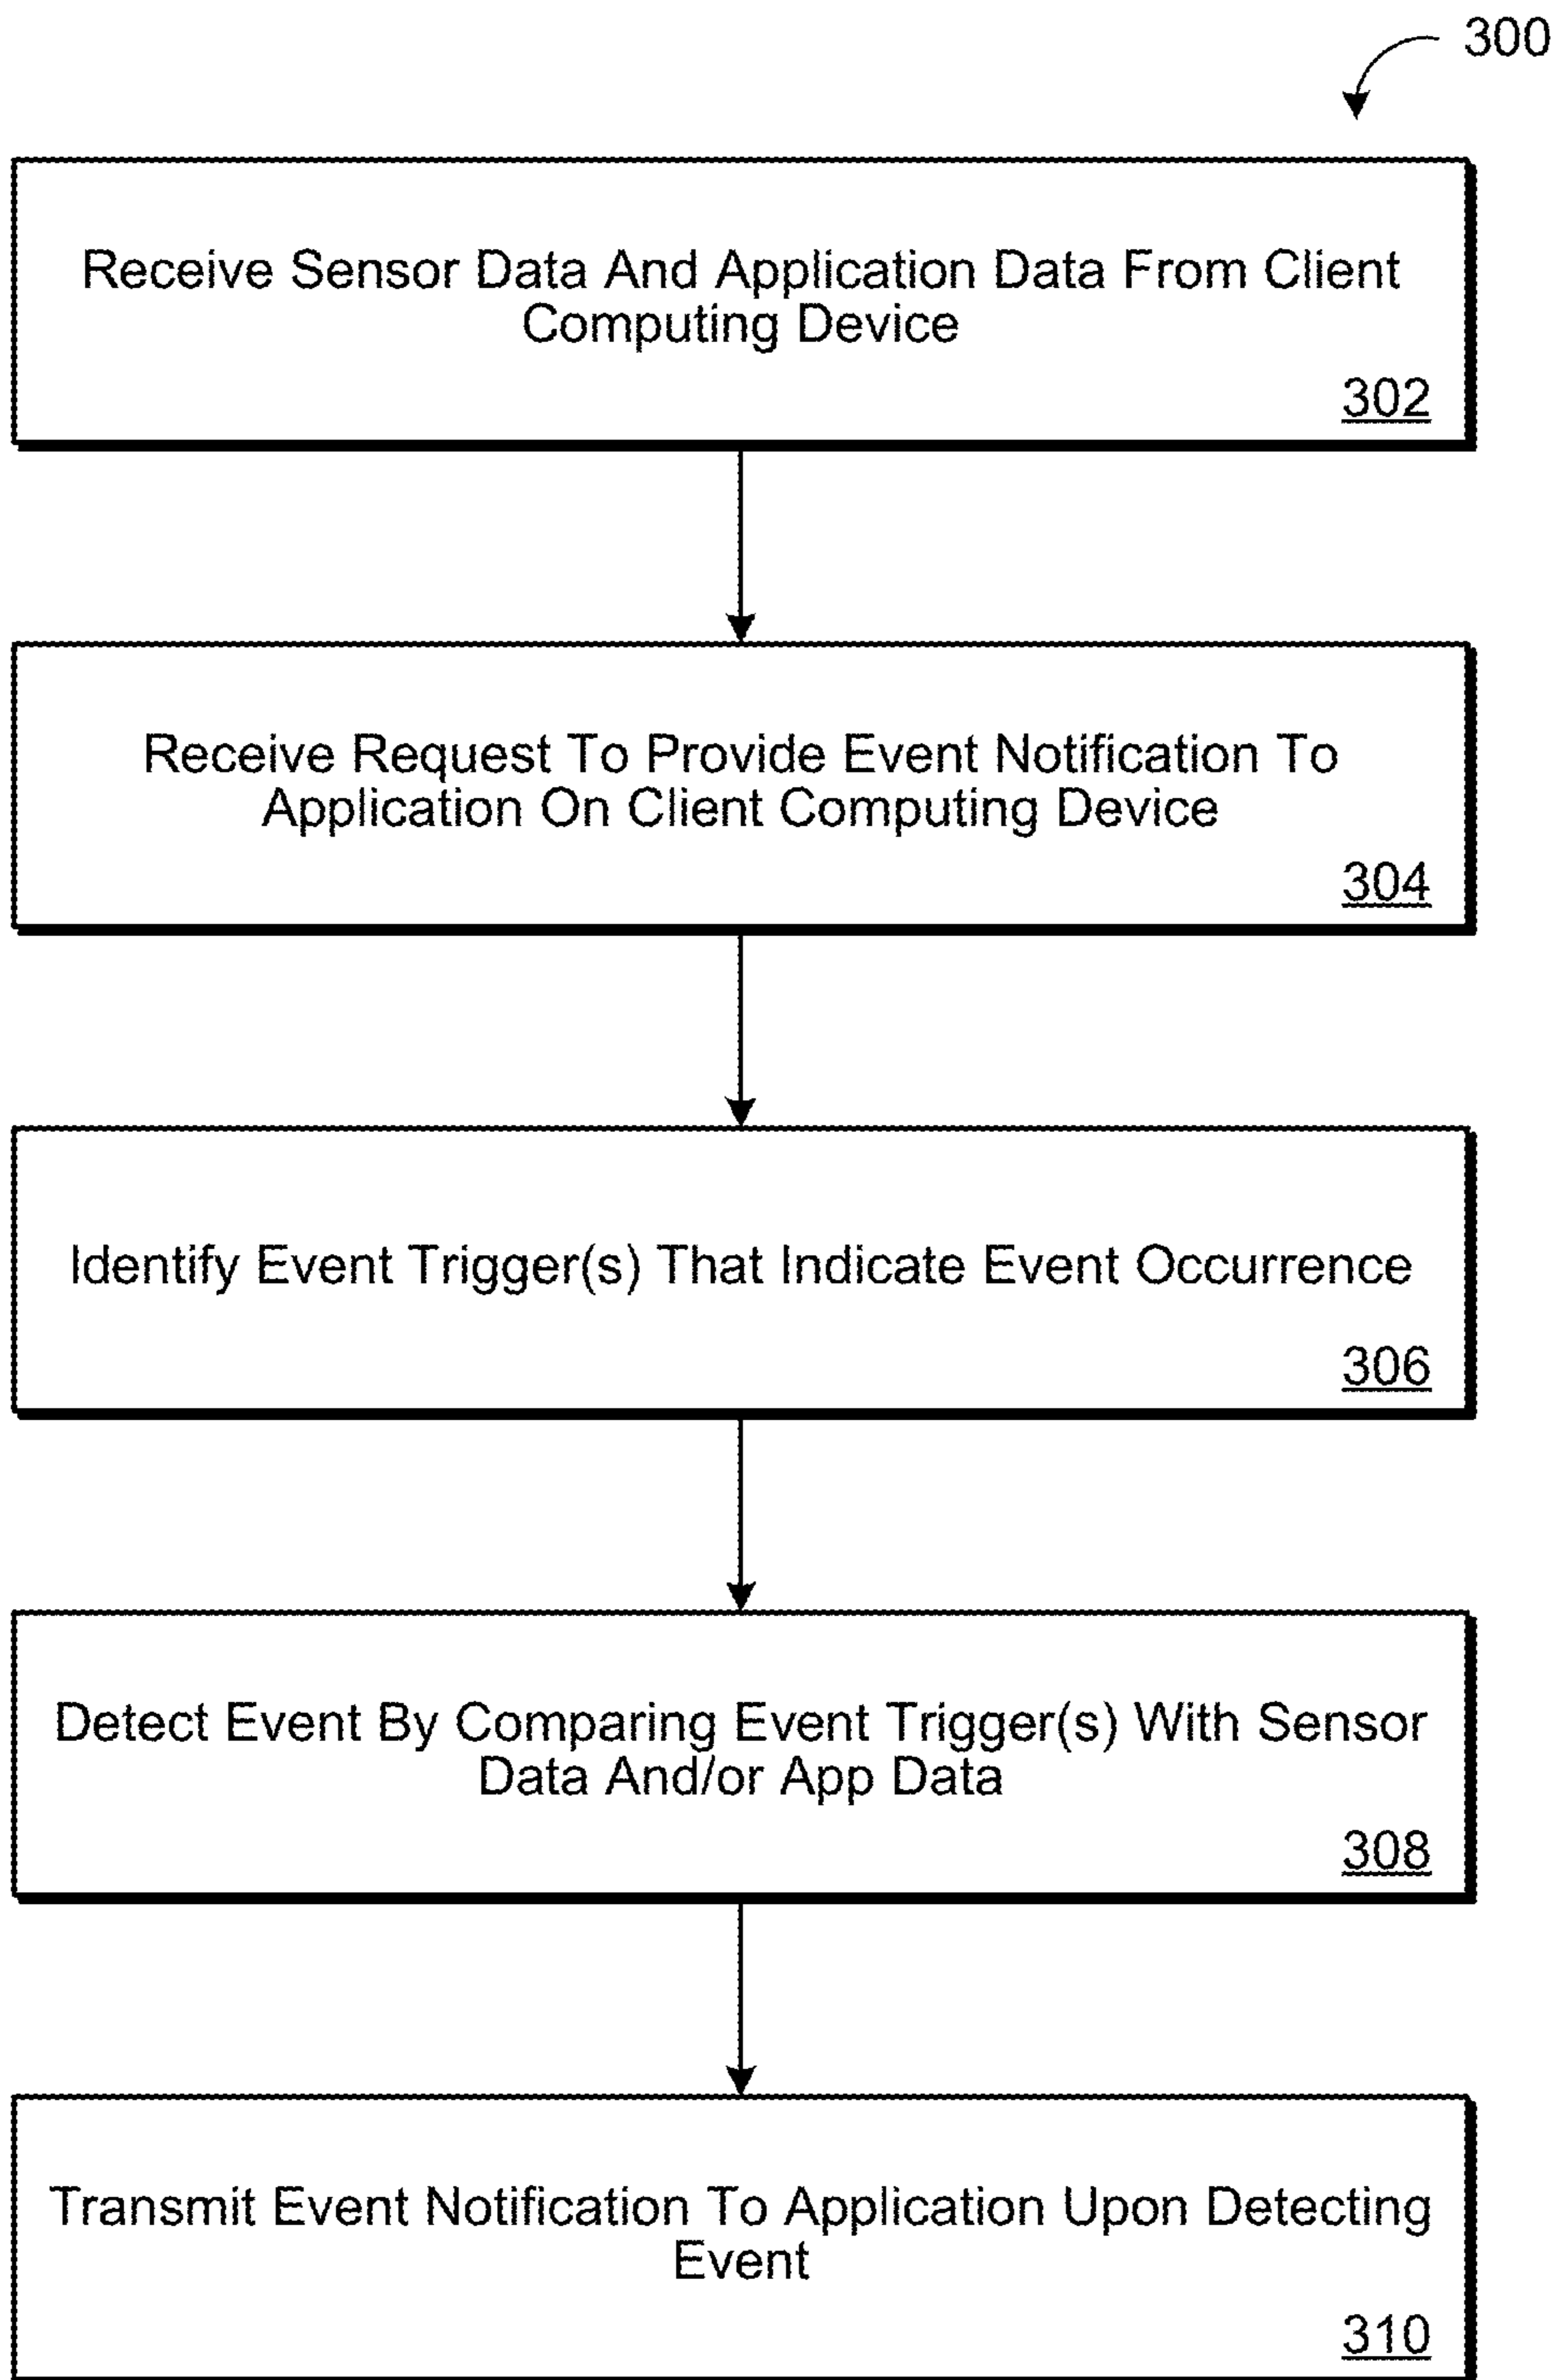 300
Receive Sensor Data And Application Data From Client
Computing Device
302
Receive Request To Provide Event Notification To
Application On Client Computing Device
304
Identify Event Trigger(s) That Indicate Event Occurrence
306
Detect Event By Comparing Event Trigger(s) With Sensor
Data And/or App Data
308
Transmit Event Notification To Application Upon Detecting
Event
310